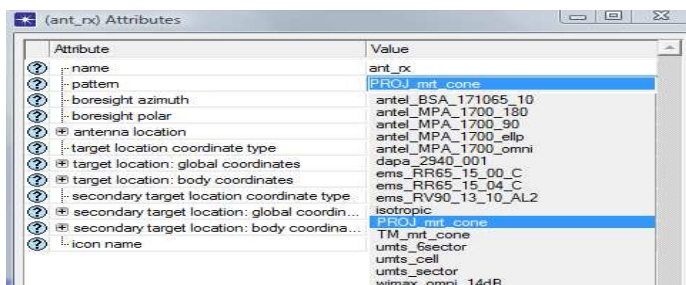 (ant_rx) Attributes
Attribute Value
name ant_rx
pattern PROJ_mrt_cone
boresight azimuth antel_BSA_171065_10
boresight polar antel_MPA_1700_180
antenna location antel_MPA_1700_90
target location coordinate type antel_MPA_1700_ellp
target location: global coordinates antel_MPA_1700_omni
target location: body coordinates dapa_2940_001
secondary target location coordinate type ems_RR65_15_00_C
secondary target location: global coordin... ems_RR65_15_04_C
secondary target location: body coordina... ems_RV90_13_10_AL2
icon name isotropic
PROJ_mrt_cone
TM_mrt_cone
umts_6sector
umts_cell
umts_sector
wimax_omni_14dB